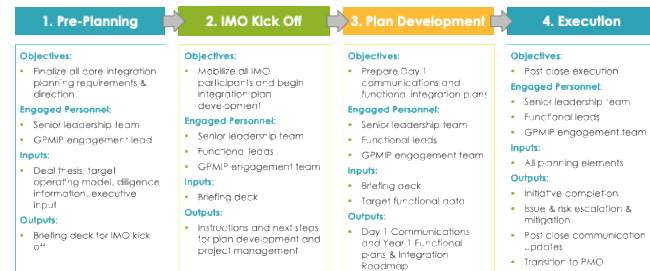 1. Pre-Planning
Objectives:
Finalize all core integration
planning requirements &
direction
Engaged Personnel:
Senior leadership team
GPMIP engagement lead
Inputs:
Deal thesis, target
operating model, diligence
information, executive
input
Outputs:
Briefing deck for IMO kick
off
2. IMO Kick Off
Objectives:
Mobilize all IMO
participants and begin
integration plan
development
Engaged Personnel:
Senior leadership team
Functional leads
GPMIP engagement team
Inputs:
Briefing deck
Outputs:
Instructions and next steps
for plan development and
project management
3. Plan Development
Objectives:
Prepare Day 1
communications and
functional integration plans
Engaged Personnel:
Senior leadership team
Functional leads
GPMIP engagement team
Inputs:
Briefing deck
Target functional data
Outputs:
Day 1 Communications
and Year 1 Functional
plans & Integration
Roadmap
4. Execution
Objectives:
Post close execution
Engaged Personnel:
Senior leadership team
Functional leads
GPMIP engagement team
Inputs:
All planning elements
Outputs:
Initiative completion
Issue & risk escalation &
mitigation
Post close communication
updates
Transition to PMO